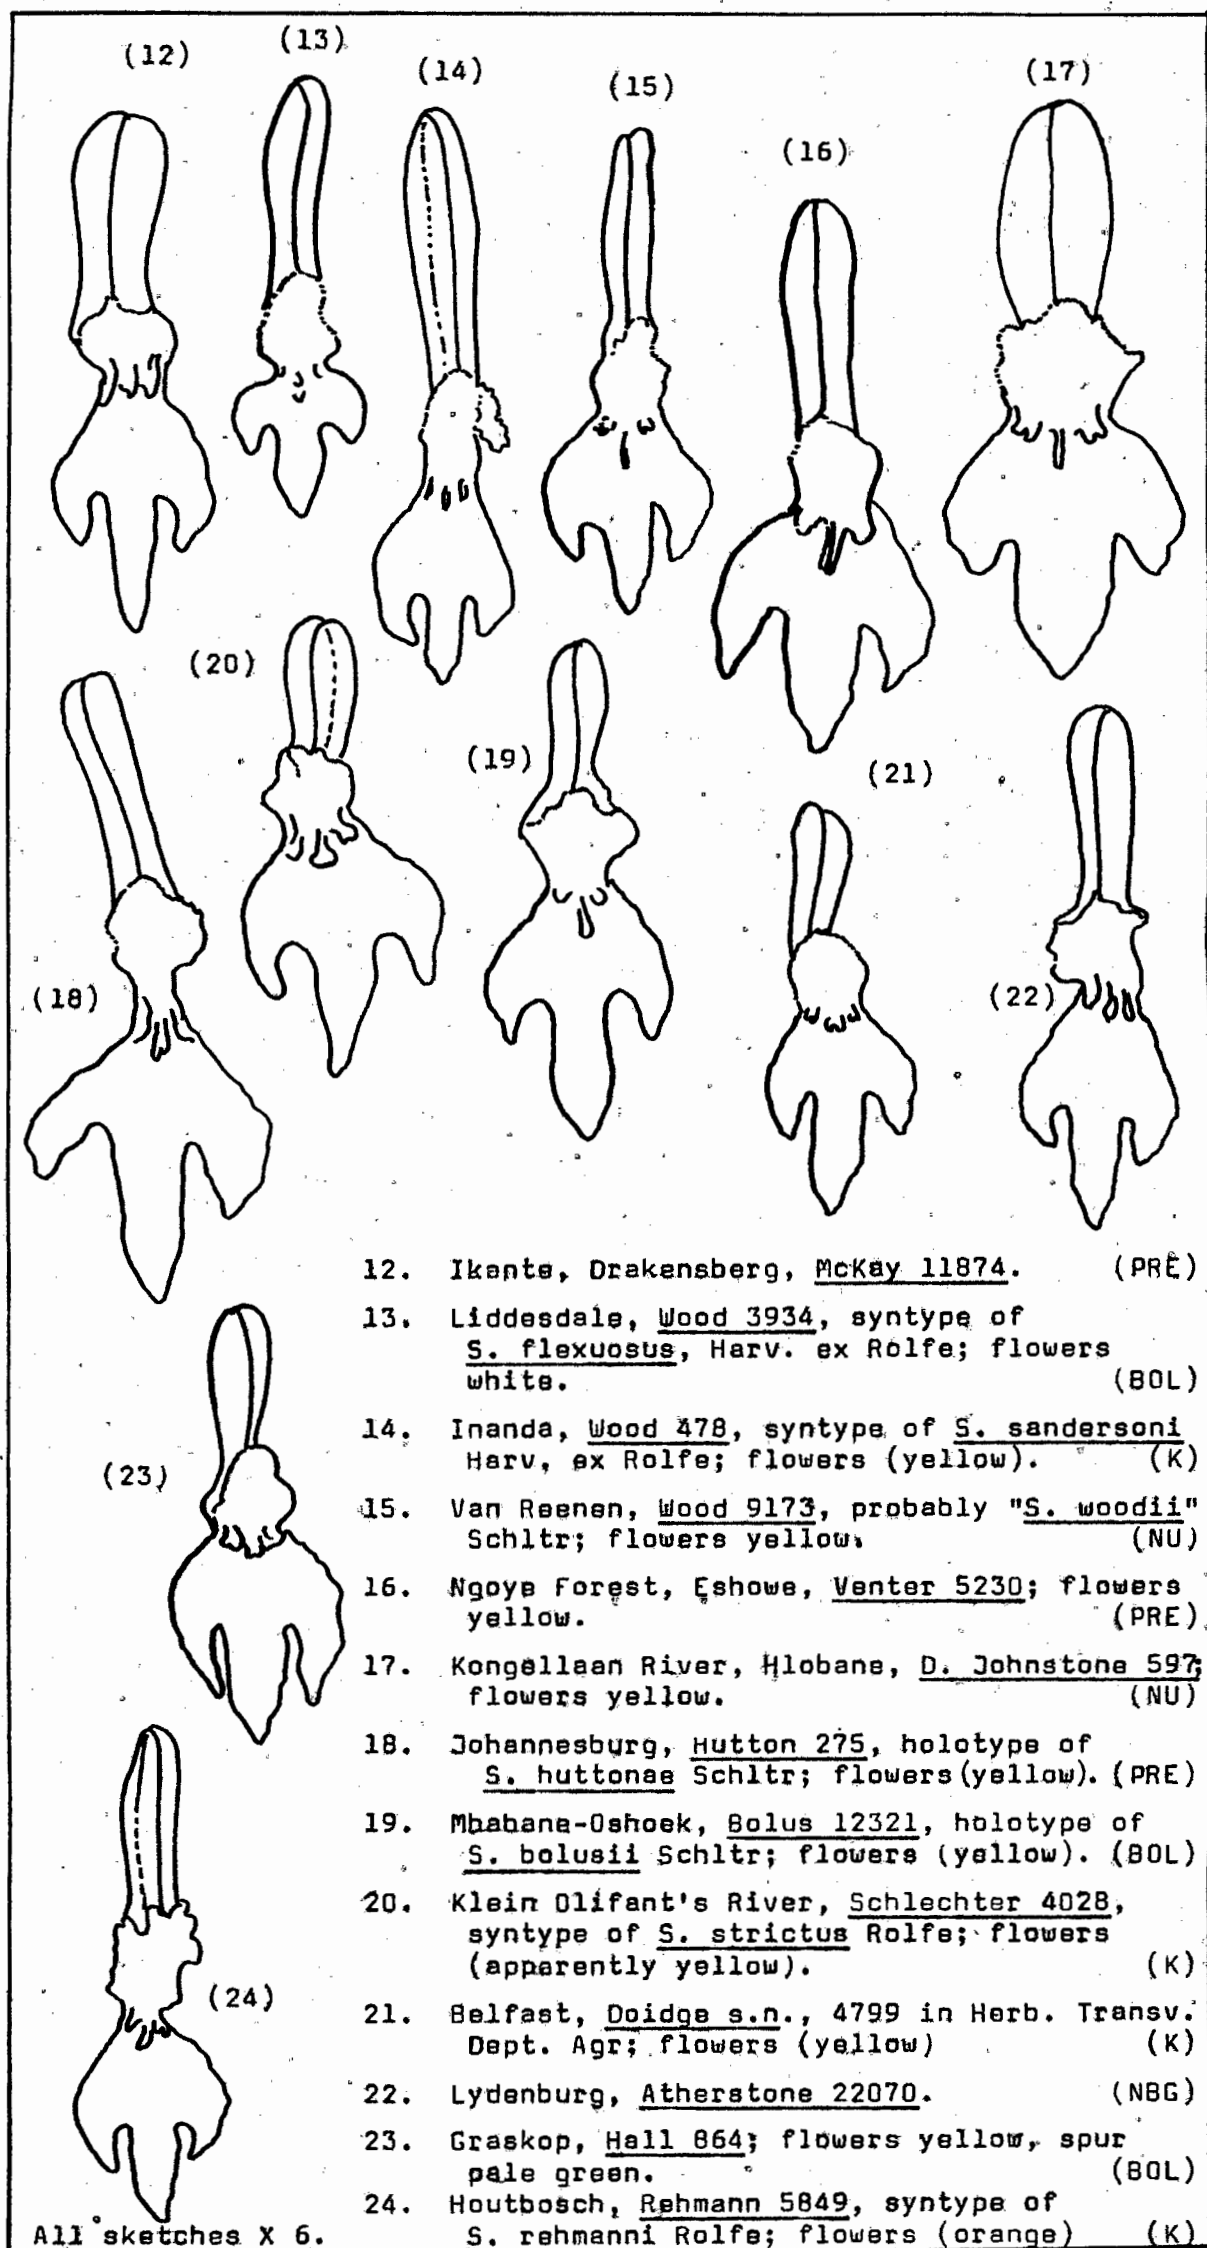 (12)
(13)
(14)
(15)
(16)
(17)
(20)
(19)
(21)
(18)
(22)
(23)
(24)
12. Ikente, Drakensberg, McKay 11874. (PRE)
13. Liddesdale, Wood 3934, syntype of
S. flexuosus, Harv. ex Rolfe; flowers
white. (BOL)
14. Inanda, Wood 478, syntype of S. sandersoni
Harv. ex Rolfe; flowers (yellow). (K)
15. Van Reenen, Wood 9173, probably "S. woodii"
Schltr; flowers yellow. (NU)
16. Ngoye Forest, Eshowe, Venter 5230; flowers
yellow. (PRE)
17. Kongellaan River, Hlobane, D. Johnstone 597;
flowers yellow. (NU)
18. Johannesburg, Hutton 275, holotype of
S. huttonae Schltr; flowers (yellow). (PRE)
19. Mbabane-Oshoek, Bolus 12321, holotype of
S. bolusii Schltr; flowers (yellow). (BOL)
20. Klein Olifant's River, Schlechter 4028,
syntype of S. strictus Rolfe; flowers
(apparently yellow). (K)
21. Belfast, Doidge s.n., 4799 in Herb. Transv.
Dept. Agr; flowers (yellow) (K)
22. Lydenburg, Atherstone 22070. (NBG)
23. Graskop, Hall 864; flowers yellow, spur
pale green. (BOL)
24. Houtbosch, Rehmann 5849, syntype of
S. rehmanni Rolfe; flowers (orange) (K)
All sketches X 6.